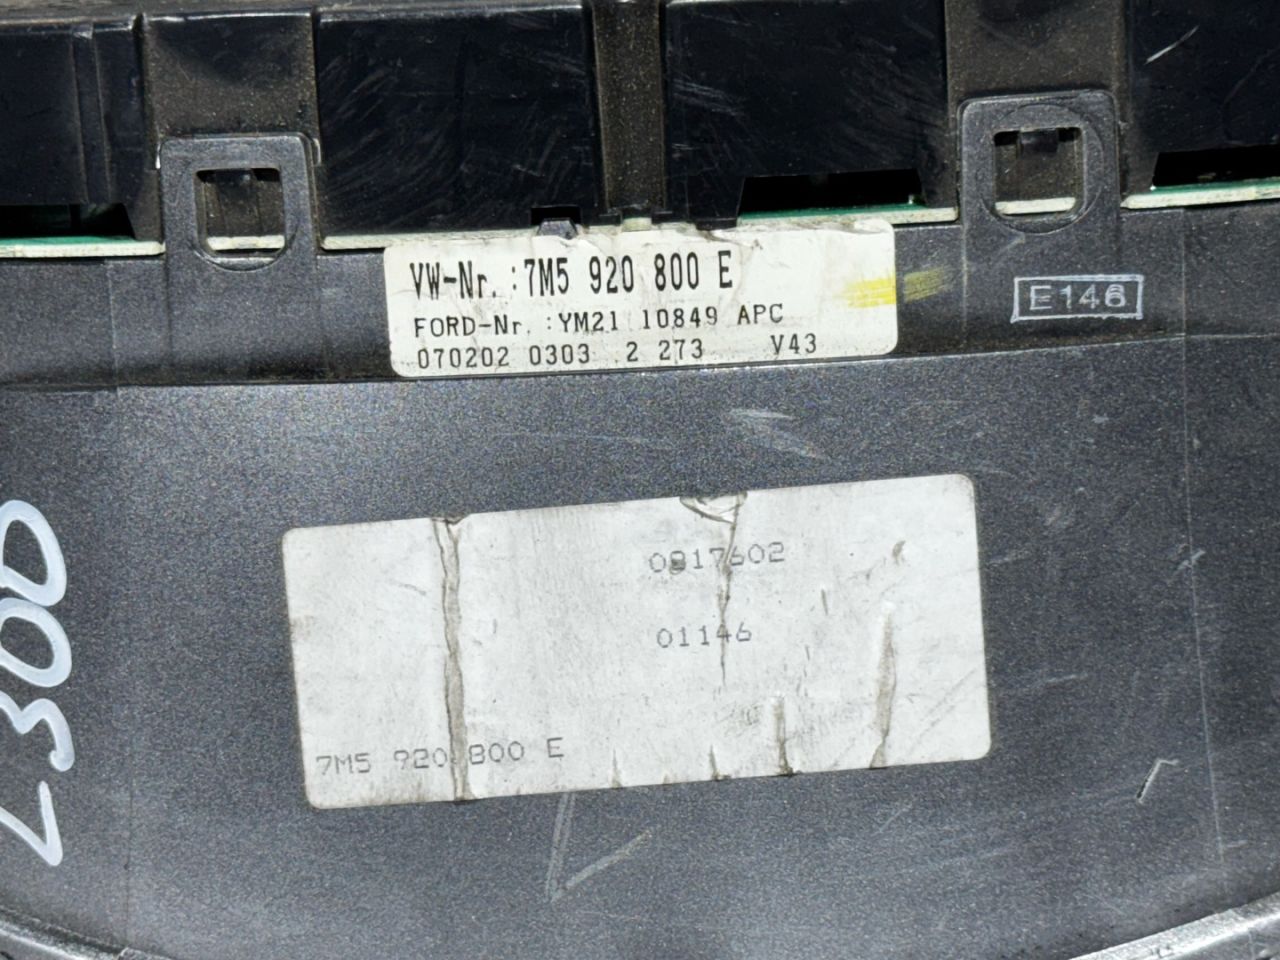 VW-Nr. :7M5 920 800 E
FORD-Nr. :YM21 10849 APC
070202 0303 2 273 V43
E146
0817602
01146
7M5 920 800 E
L300